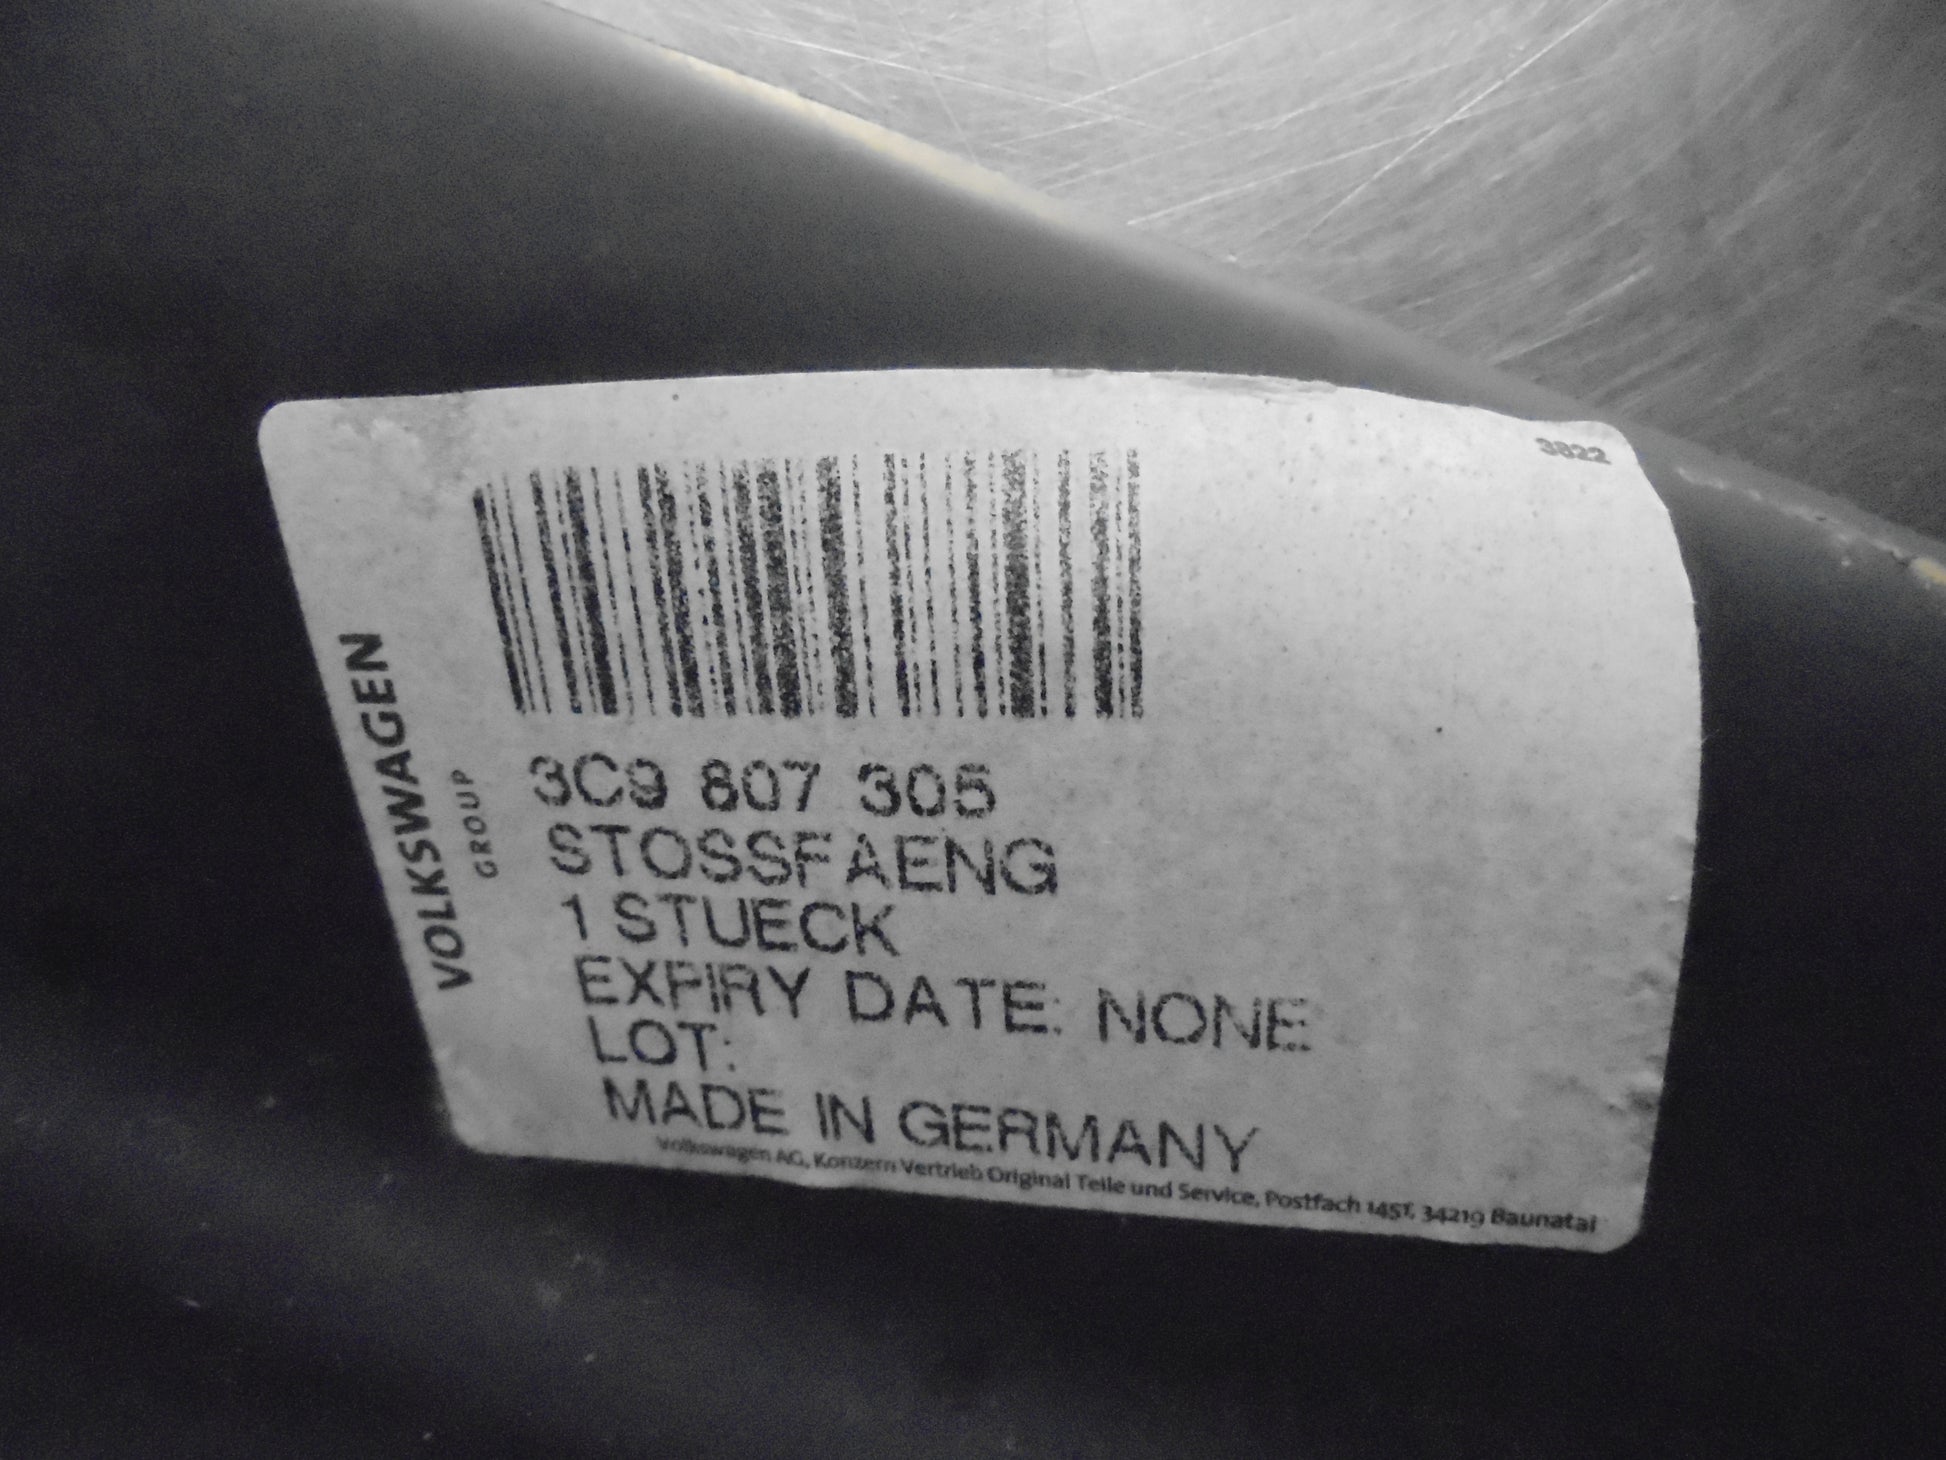 3822
VOLKSWAGEN
GROUP
3C9 807 305
STOSSFAENG
1 STUECK
EXPIRY DATE: NONE
LOT:
MADE IN GERMANY
Volkswagen AG, Konzern Vertrieb Original Teile und Service, Postfach 1451, 34219 Baunatal